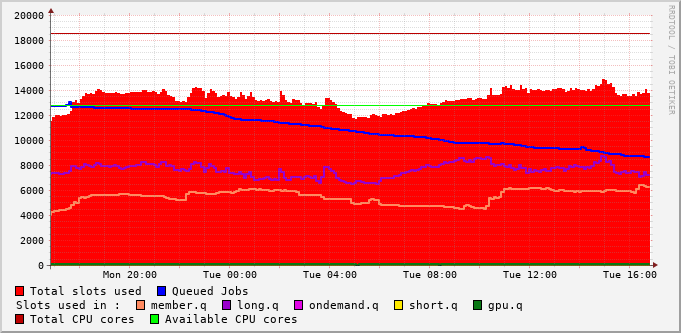 RRDTOOL / TOBI OETIKER
20000
18000
16000
14000
12000
10000
8000
6000
4000
2000
0
Mon 20:00 Tue 00:00 Tue 04:00 Tue 08:00 Tue 12:00 Tue 16:00
Total slots used Queued Jobs
Slots used in : member.q long.q ondemand.q short.q gpu.q
Total CPU cores Available CPU cores